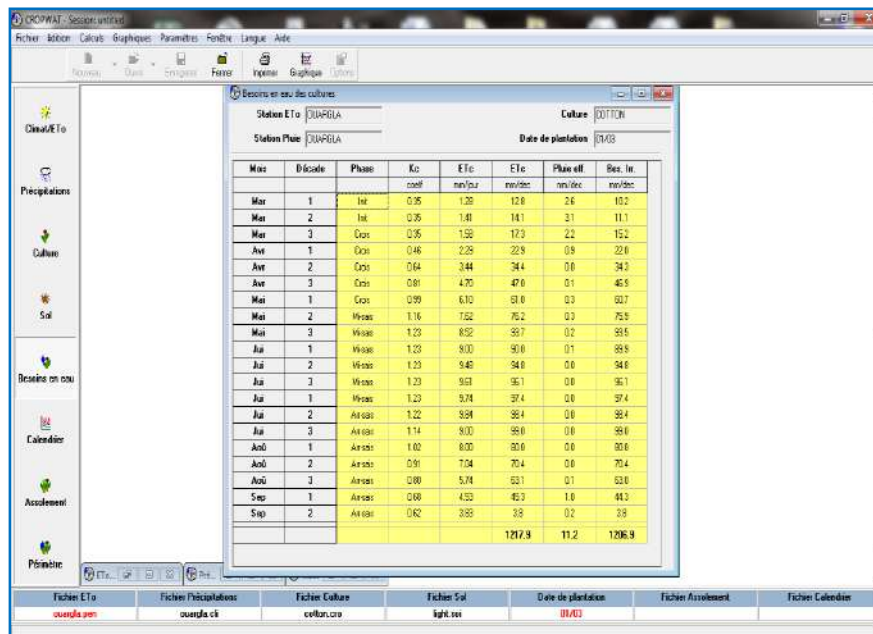 CROPWAT - Session: untitled
Fichier Edition Calculs Graphiques Paramètres Fenêtre Langue Aide
Nouveau Ouvrir Enregistrer Fermer Imprimer Graphique Options
Climat/ETo
Précipitations
Culture
Sol
Besoins en eau
Calendrier
Assolement
Périmètre
Besoins en eau des cultures
Station ETo OUARGLA Culture COTTON
Station Pluie OUARGLA Date de plantation 01/03
Mois Décade Phase Kc ETc ETc Pluie eff. Bes. Irr.
coeff mm/jour mm/dec mm/dec mm/dec
Mar 1 Init 0.35 1.28 12.8 2.6 10.2
Mar 2 Init 0.35 1.41 14.1 3.1 11.1
Mar 3 Crois 0.35 17.3 2.2 15.2
Avr 1 Crois 0.46 2.29 22.9 0.9 22.0
Avr 2 Crois 0.64 3.44 34.4 0.0 34.3
Avr 3 Crois 0.81 4.70 47.0 0.1 46.9
Mai 1 Crois 0.99 6.10 61.0 0.3 60.7
Mai 2 Mi-sais 1.16 7.62 76.2 0.3 75.9
Mai 3 Mi-sais 1.23 8.52 93.7 0.2 93.5
Jui 1 Mi-sais 1.23 9.00 90.0 0.1 89.9
Jui 2 Mi-sais 1.23 94.8 0.0 94.8
Jui 3 Mi-sais 1.23 9.61 96.1 0.0 96.1
Jui 1 Mi-sais 1.23 9.74 97.4 0.0 97.4
Jui 2 Arr-sais 1.22 9.84 98.4 0.0 98.4
Jui 3 Arr-sais 1.14 9.00 99.0 0.0 99.0
Aoû 1 Arr-sais 1.02 8.00 80.0 0.0 80.0
Aoû 2 Arr-sais 0.91 7.04 70.4 0.0 70.4
Aoû 3 Arr-sais 0.80 5.74 63.1 0.1 63.0
Sep 1 Arr-sais 0.68 4.53 45.3 1.0 44.3
Sep 2 Arr-sais 0.62 3.83 3.8 0.2 3.8
1217.9 11.2 1206.9
ETo... Pré...
Fichier ETo Fichier Précipitations Fichier Culture Fichier Sol Date de plantation Fichier Assolement Fichier Calendrier
ouargla.pen ouargla.cli cotton.cro light.soi 01/03